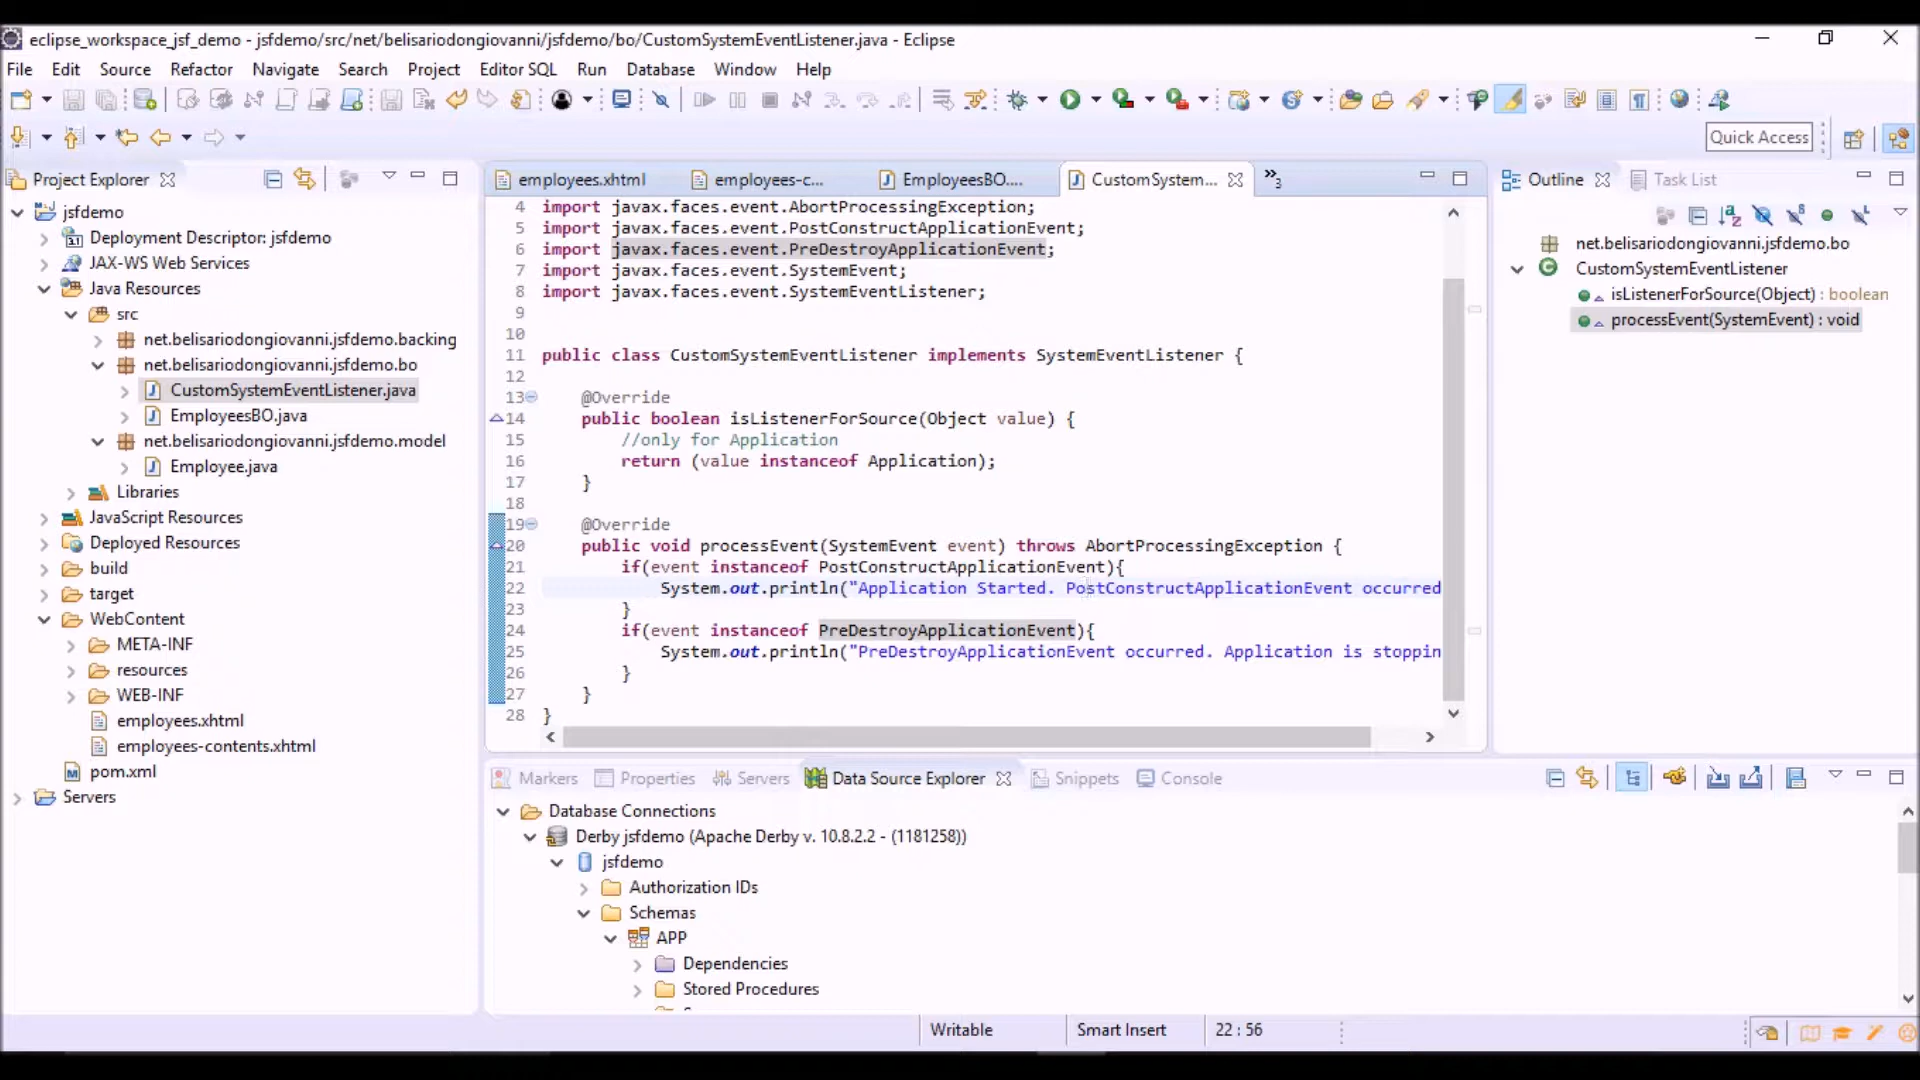 eclipse_workspace_jsf_demo - jsfdemo/src/net/belisariodongiovanni/jsfdemo/bo/CustomSystemEventListener.java - Eclipse
File Edit Source Refactor Navigate Search Project Editor SQL Run Database Window Help
Quick Access
Project Explorer
jsfdemo
Deployment Descriptor: jsfdemo
JAX-WS Web Services
Java Resources
src
net.belisariodongiovanni.jsfdemo.backing
net.belisariodongiovanni.jsfdemo.bo
CustomSystemEventListener.java
EmployeesBO.java
net.belisariodongiovanni.jsfdemo.model
Employee.java
Libraries
JavaScript Resources
Deployed Resources
build
target
WebContent
META-INF
resources
WEB-INF
employees.xhtml
employees-contents.xhtml
pom.xml
Servers
employees.xhtml employees-c... EmployeesBO.... CustomSystem... »3
4 import javax.faces.event.AbortProcessingException;
5 import javax.faces.event.PostConstructApplicationEvent;
6 import javax.faces.event.PreDestroyApplicationEvent;
7 import javax.faces.event.SystemEvent;
8 import javax.faces.event.SystemEventListener;
9
10
11 public class CustomSystemEventListener implements SystemEventListener {
12
13 @Override
14 public boolean isListenerForSource(Object value) {
15 //only for Application
16 return (value instanceof Application);
17 }
18
19 @Override
20 public void processEvent(SystemEvent event) throws AbortProcessingException {
21 if(event instanceof PostConstructApplicationEvent){
22 System.out.println("Application Started. PostConstructApplicationEvent occurred
23 }
24 if(event instanceof PreDestroyApplicationEvent){
25 System.out.println("PreDestroyApplicationEvent occurred. Application is stoppin
26 }
27 }
28 }
Outline Task List
net.belisariodongiovanni.jsfdemo.bo
CustomSystemEventListener
isListenerForSource(Object) : boolean
processEvent(SystemEvent) : void
Markers Properties Servers Data Source Explorer Snippets Console
Database Connections
Derby jsfdemo (Apache Derby v. 10.8.2.2 - (1181258))
jsfdemo
Authorization IDs
Schemas
APP
Dependencies
Stored Procedures
Writable Smart Insert 22 : 56